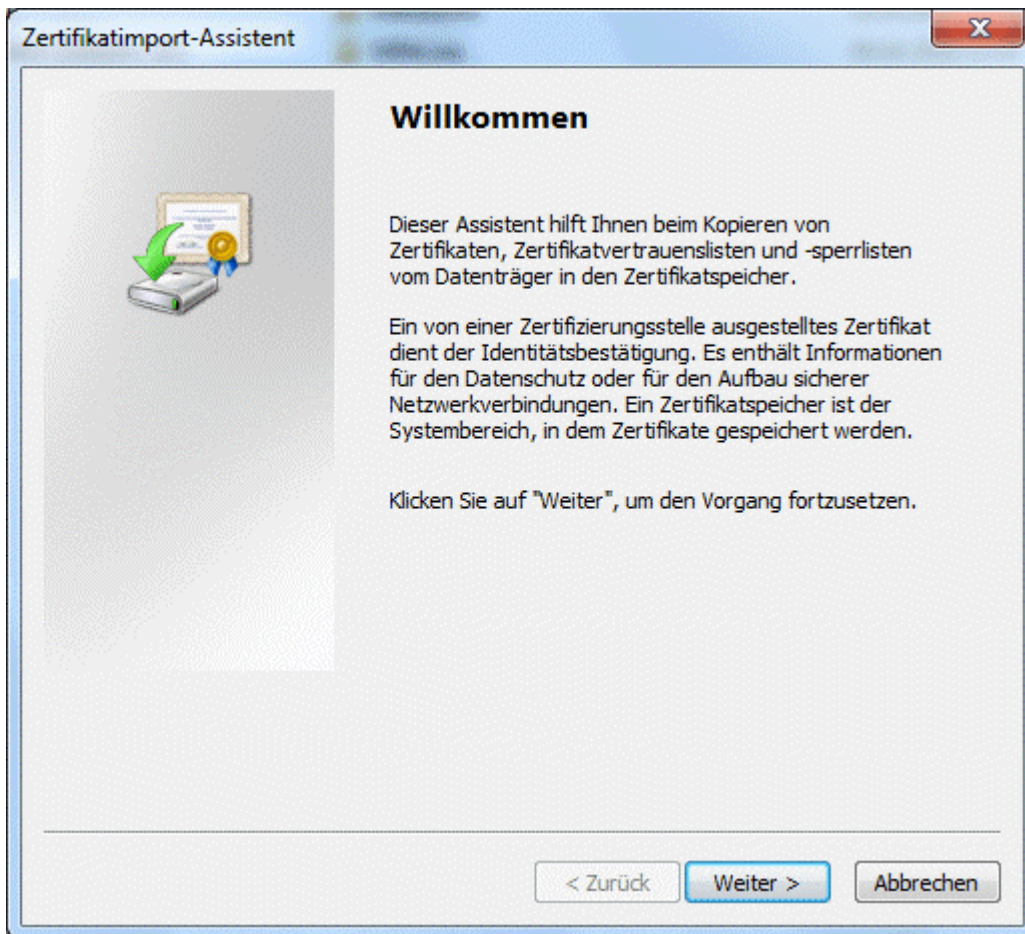 Zertifikatimport-Assistent
Willkommen
Dieser Assistent hilft Ihnen beim Kopieren von
Zertifikaten, Zertifikatvertrauenslisten und -sperrlisten
vom Datenträger in den Zertifikatspeicher.
Ein von einer Zertifizierungsstelle ausgestelltes Zertifikat
dient der Identitätsbestätigung. Es enthält Informationen
für den Datenschutz oder für den Aufbau sicherer
Netzwerkverbindungen. Ein Zertifikatspeicher ist der
Systembereich, in dem Zertifikate gespeichert werden.
Klicken Sie auf "Weiter", um den Vorgang fortzusetzen.
< Zurück Weiter > Abbrechen